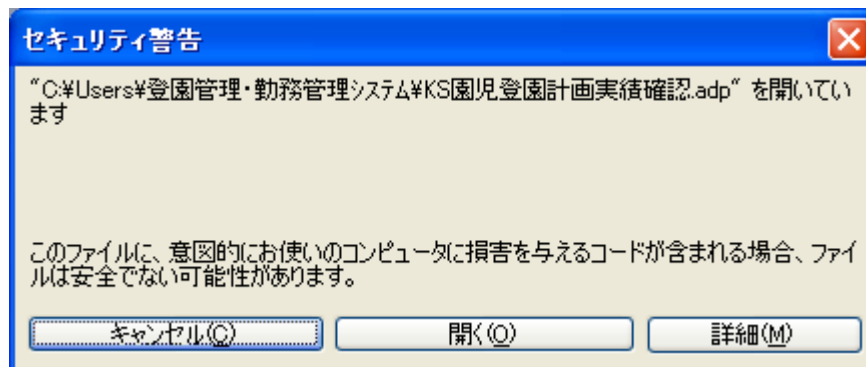 セキュリティ警告
"C:¥Users¥登園管理・勤務管理システム¥KS園児登園計画実績確認.adp" を開いてい
ます
このファイルに、意図的にお使いのコンピュータに損害を与えるコードが含まれる場合、ファイ
ルは安全でない可能性があります。
キャンセル(C)
開く(O)
詳細(M)